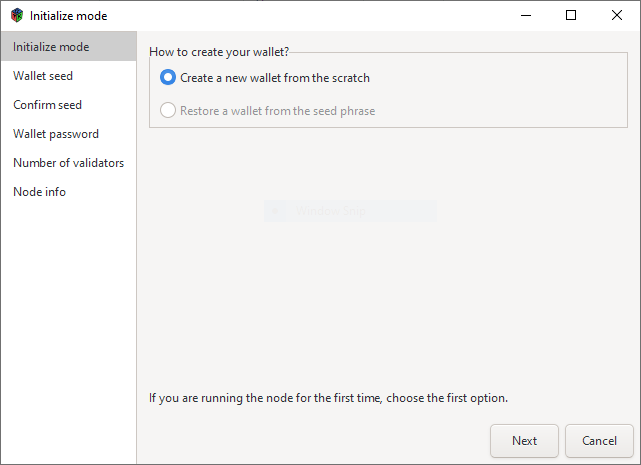 Initialize mode
Initialize mode
Wallet seed
Confirm seed
Wallet password
Number of validators
Node info
How to create your wallet?
Create a new wallet from the scratch
Restore a wallet from the seed phrase
If you are running the node for the first time, choose the first option.
Next
Cancel